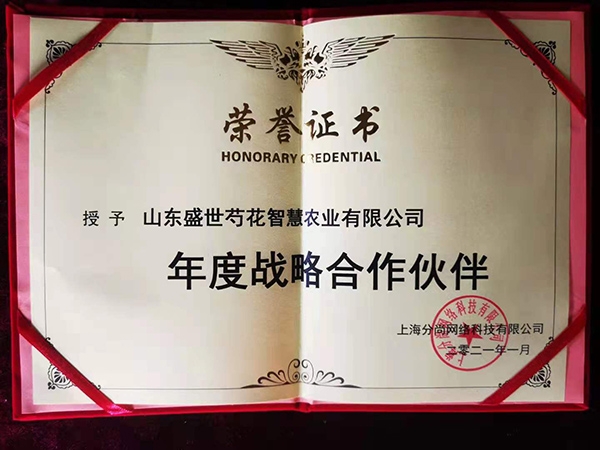 荣誉证书
HONORARY CREDENTIAL
授予 山东盛世芍花智慧农业有限公司
年度战略合作伙伴
上海分尚网络科技有限公司
二零二一年一月